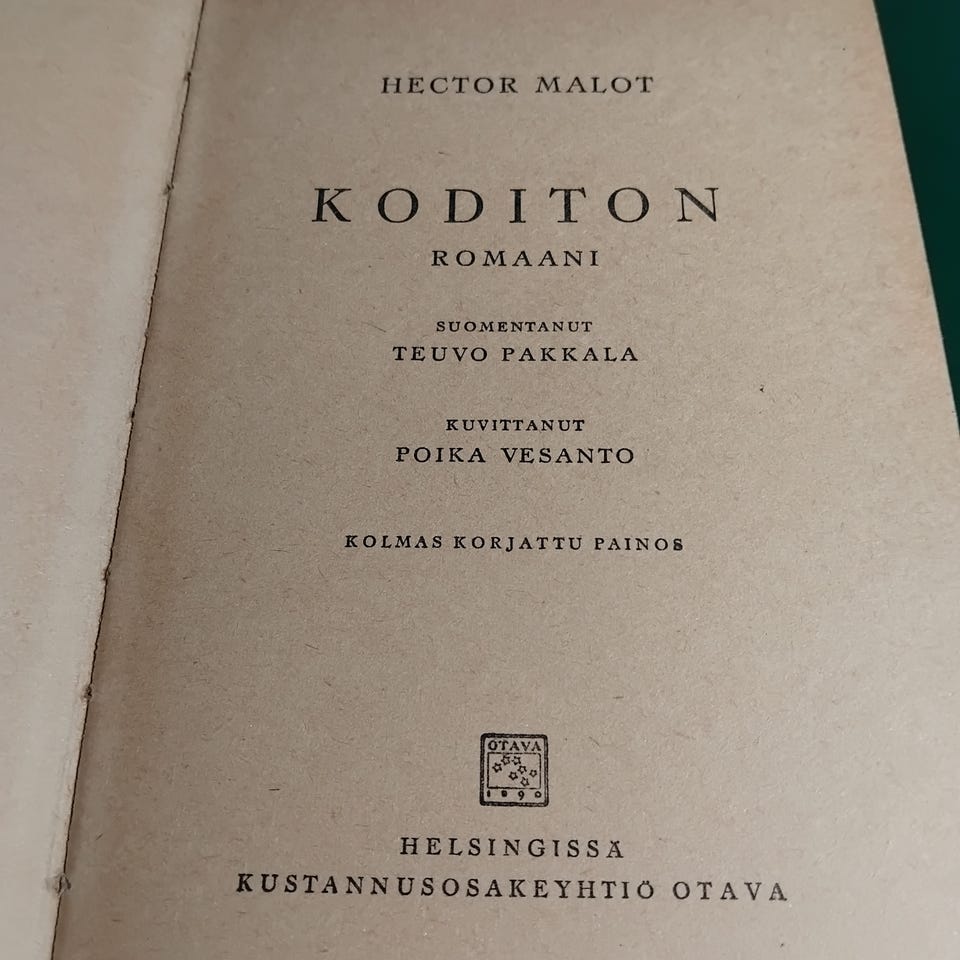 HECTOR MALOT
KODITON
ROMAANI
SUOMENTANUT
TEUVO PAKKALA
KUVITTANUT
POIKA VESANTO
KOLMAS KORJATTU PAINOS
OTAVA
1890
HELSINGISSÄ
KUSTANNUSOSAKEYHTIÖ OTAVA